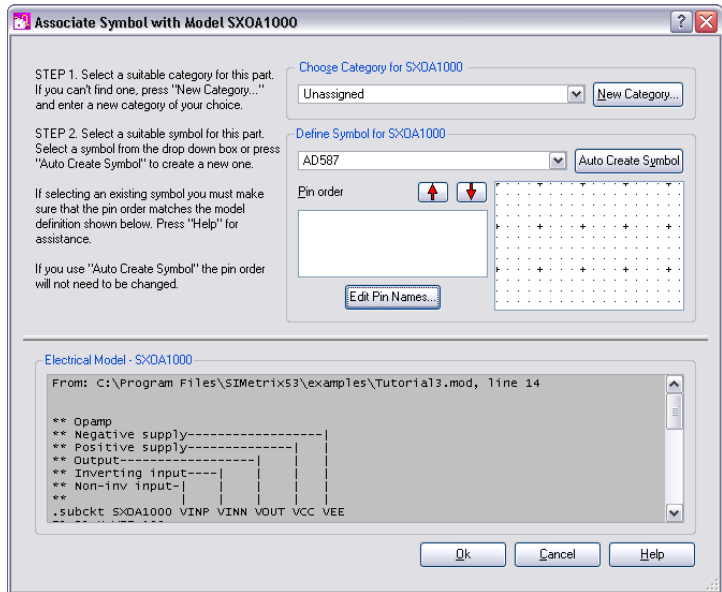 Associate Symbol with Model SXOA1000
STEP 1. Select a suitable category for this part.
If you can't find one, press "New Category..."
and enter a new category of your choice.
STEP 2. Select a suitable symbol for this part.
Select a symbol from the drop down box or press
"Auto Create Symbol" to create a new one.
If selecting an existing symbol you must make
sure that the pin order matches the model
definition shown below. Press "Help" for
assistance.
If you use "Auto Create Symbol" the pin order
will not need to be changed.
Choose Category for SXOA1000
Unassigned
New Category...
Define Symbol for SXOA1000
AD587
Auto Create Symbol
Pin order
Edit Pin Names...
Electrical Model - SXOA1000
From: C:\Program Files\SIMetrix53\examples\Tutorial3.mod, line 14
** Opamp
** Negative supply-------------------|
** Positive supply--------------|    |
** Output-------------------|   |    |
** Inverting input----|     |   |    |
** Non-inv input-|    |     |   |    |
**               |    |     |   |    |
.subckt SXOA1000 VINP VINN VOUT VCC VEE
Ok
Cancel
Help